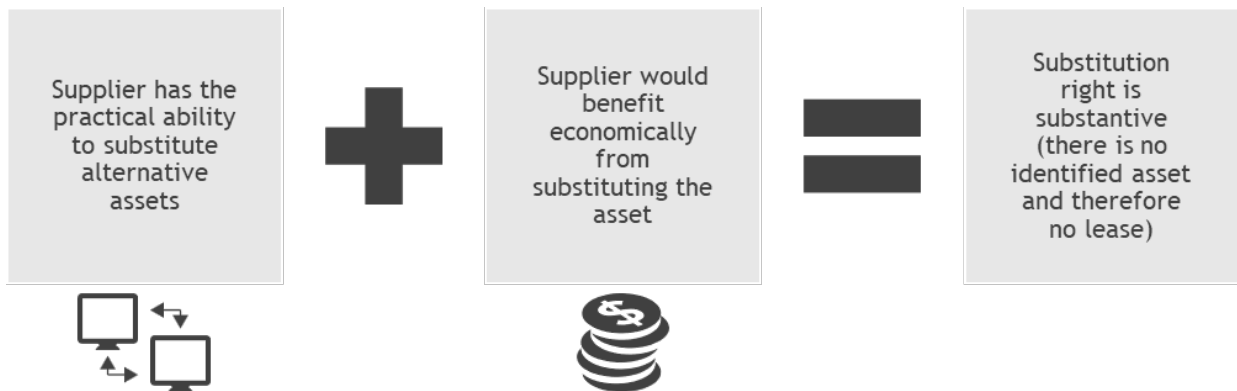 Supplier has the
practical ability
to substitute
alternative
assets
Supplier would
benefit
economically
from
substituting the
asset
Substitution
right is
substantive
(there is no
identified asset
and therefore
no lease)
$